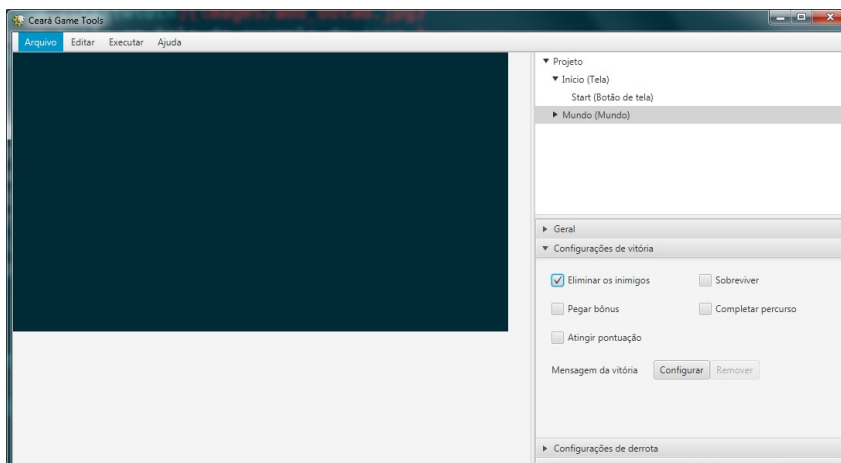 Ceará Game Tools
Arquivo Editar Executar Ajuda
Projeto
Início (Tela)
Start (Botão de tela)
Mundo (Mundo)
Geral
Configurações de vitória
Eliminar os inimigos Sobreviver
Pegar bônus Completar percurso
Atingir pontuação
Mensagem da vitória Configurar Remover
Configurações de derrota